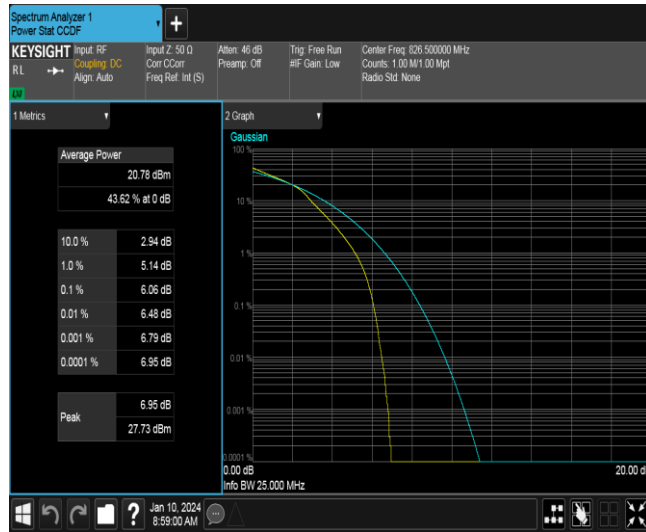 Spectrum Analyzer 1
Power Stat CCDF
KEYSIGHT
RL
LXI
Input: RF
Coupling: DC
Align: Auto
Input Z: 50 Ω
Corr CCorr
Freq Ref: Int (S)
Atten: 46 dB
Preamp: Off
Trig: Free Run
#IF Gain: Low
Center Freq: 826.500000 MHz
Counts: 1.00 M/1.00 Mpt
Radio Std: None
1 Metrics
Average Power
20.78 dBm
43.62 % at 0 dB
10.0 % 2.94 dB
1.0 % 5.14 dB
0.1 % 6.06 dB
0.01 % 6.48 dB
0.001 % 6.79 dB
0.0001 % 6.95 dB
Peak
6.95 dB
27.73 dBm
2 Graph
Gaussian
100 %
10 %
1 %
0.1 %
0.01 %
0.001 %
0.0001 %
0.00 dB
20.00 d
Info BW 25.000 MHz
Jan 10, 2024
8:59:00 AM